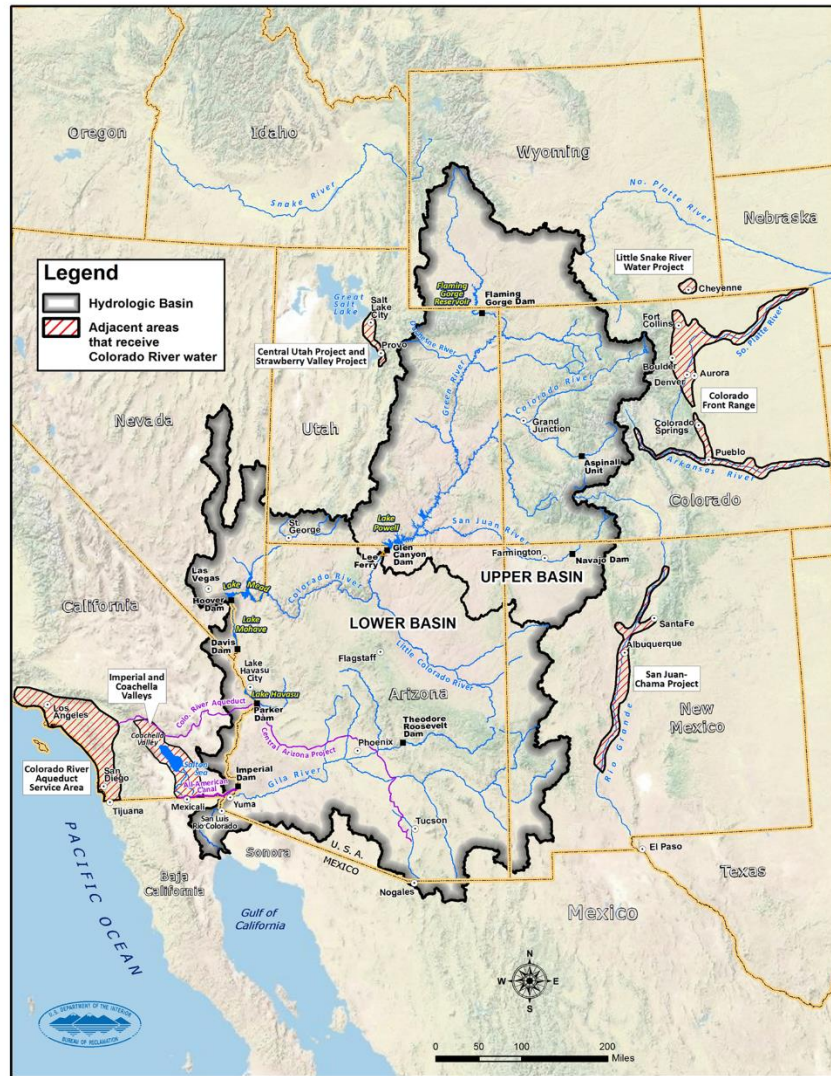 Oregon
Idaho
Wyoming
Snake River
No. Platte River
Nebraska
Legend
Hydrologic Basin
Adjacent areas
that receive
Colorado River water
Great
Salt
Lake
Salt
Lake
City
Provo
Central Utah Project and
Strawberry Valley Project
Flaming
Gorge
Reservoir
Flaming
Gorge Dam
Little Snake River
Water Project
Cheyenne
Fort
Collins
So. Platte River
Boulder
Denver
Aurora
Colorado
Front Range
Colorado
Springs
Pueblo
Arkansas River
Colorado
Green River
Colorado River
Grand
Junction
Aspinall
Unit
Nevada
Utah
St.
George
Lake
Powell
San Juan River
Lee
Ferry
Glen
Canyon
Dam
Farmington
Navajo Dam
UPPER BASIN
Las
Vegas
Lake Mead
Hoover
Dam
Colorado River
LOWER BASIN
California
Lake
Mohave
Davis
Dam
Lake
Havasu
City
Flagstaff
Little Colorado River
SantaFe
Albuquerque
San Juan-
Chama Project
New
Mexico
Rio Grande
Imperial and
Coachella
Valleys
Lake Havasu
Colo. River Aqueduct
Parker
Dam
Arizona
Theodore
Roosevelt
Dam
Central Arizona Project
Phoenix
Los
Angeles
Coachella
Valley
Salton
Sea
Colorado River
Aqueduct
Service Area
San
Diego
All-American
Canal
Imperial
Dam
Gila River
Tijuana
Mexicali
Yuma
San Luis
Rio Colorado
Tucson
Sonora
U. S. A.
MEXICO
Nogales
El Paso
Texas
Baja
California
PACIFIC OCEAN
Gulf of
California
Mexico
N
W
E
S
U.S. DEPARTMENT OF THE INTERIOR
BUREAU OF RECLAMATION
0 50 100 200
Miles